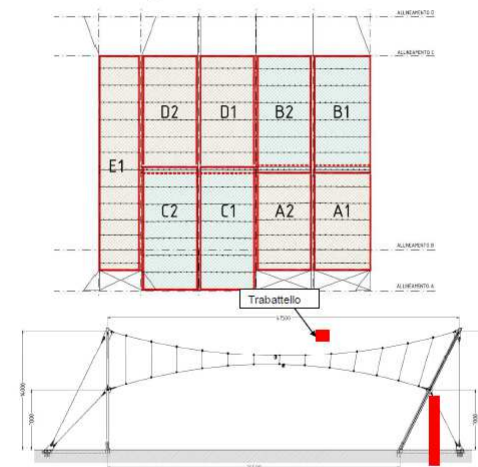 ALLINEAMENTO D
ALLINEAMENTO C
D2 D1 B2 B1
E1
C2 C1 A2 A1
ALLINEAMENTO B
ALLINEAMENTO A
Trabattello